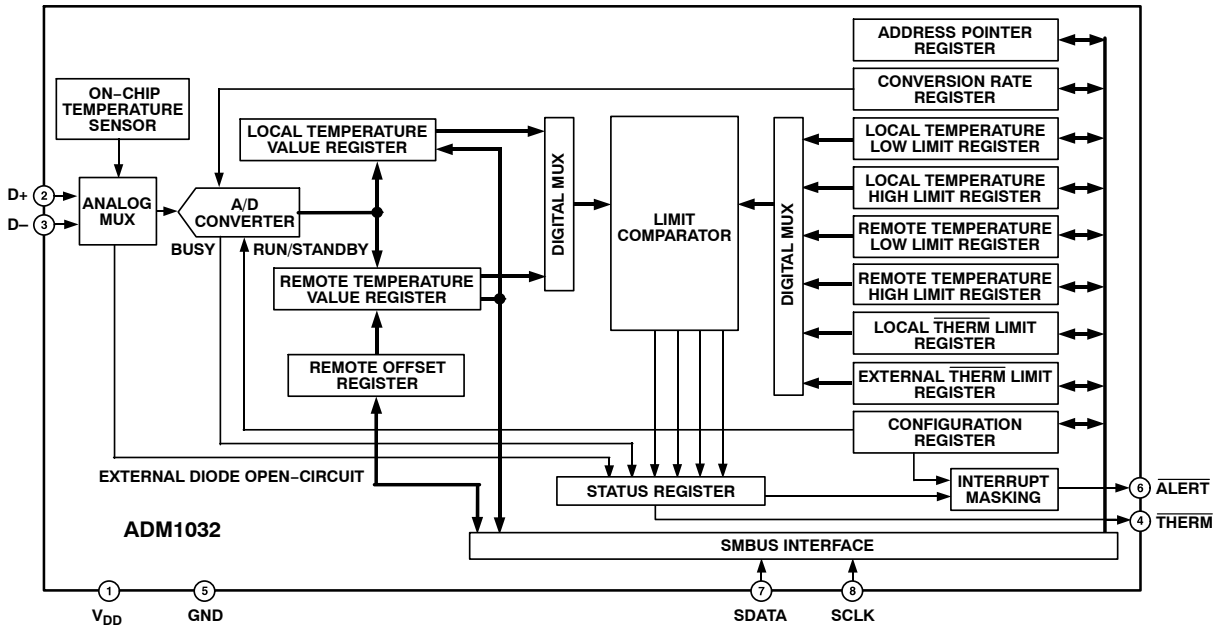 ADDRESS POINTER
REGISTER
CONVERSION RATE
REGISTER
ON−CHIP
TEMPERATURE
SENSOR
LOCAL TEMPERATURE
VALUE REGISTER
LOCAL TEMPERATURE
LOW LIMIT REGISTER
LOCAL TEMPERATURE
HIGH LIMIT REGISTER
REMOTE TEMPERATURE
LOW LIMIT REGISTER
REMOTE TEMPERATURE
HIGH LIMIT REGISTER
LOCAL THERM LIMIT
REGISTER
EXTERNAL THERM LIMIT
REGISTER
CONFIGURATION
REGISTER
DIGITAL MUX
LIMIT
COMPARATOR
DIGITAL MUX
D+
2
D−
3
ANALOG
MUX
A/D
CONVERTER
BUSY
RUN/STANDBY
REMOTE TEMPERATURE
VALUE REGISTER
REMOTE OFFSET
REGISTER
EXTERNAL DIODE OPEN−CIRCUIT
STATUS REGISTER
INTERRUPT
MASKING
6
ALERT
4
THERM
ADM1032
SMBUS INTERFACE
1
5
7
8
VDD
GND
SDATA
SCLK